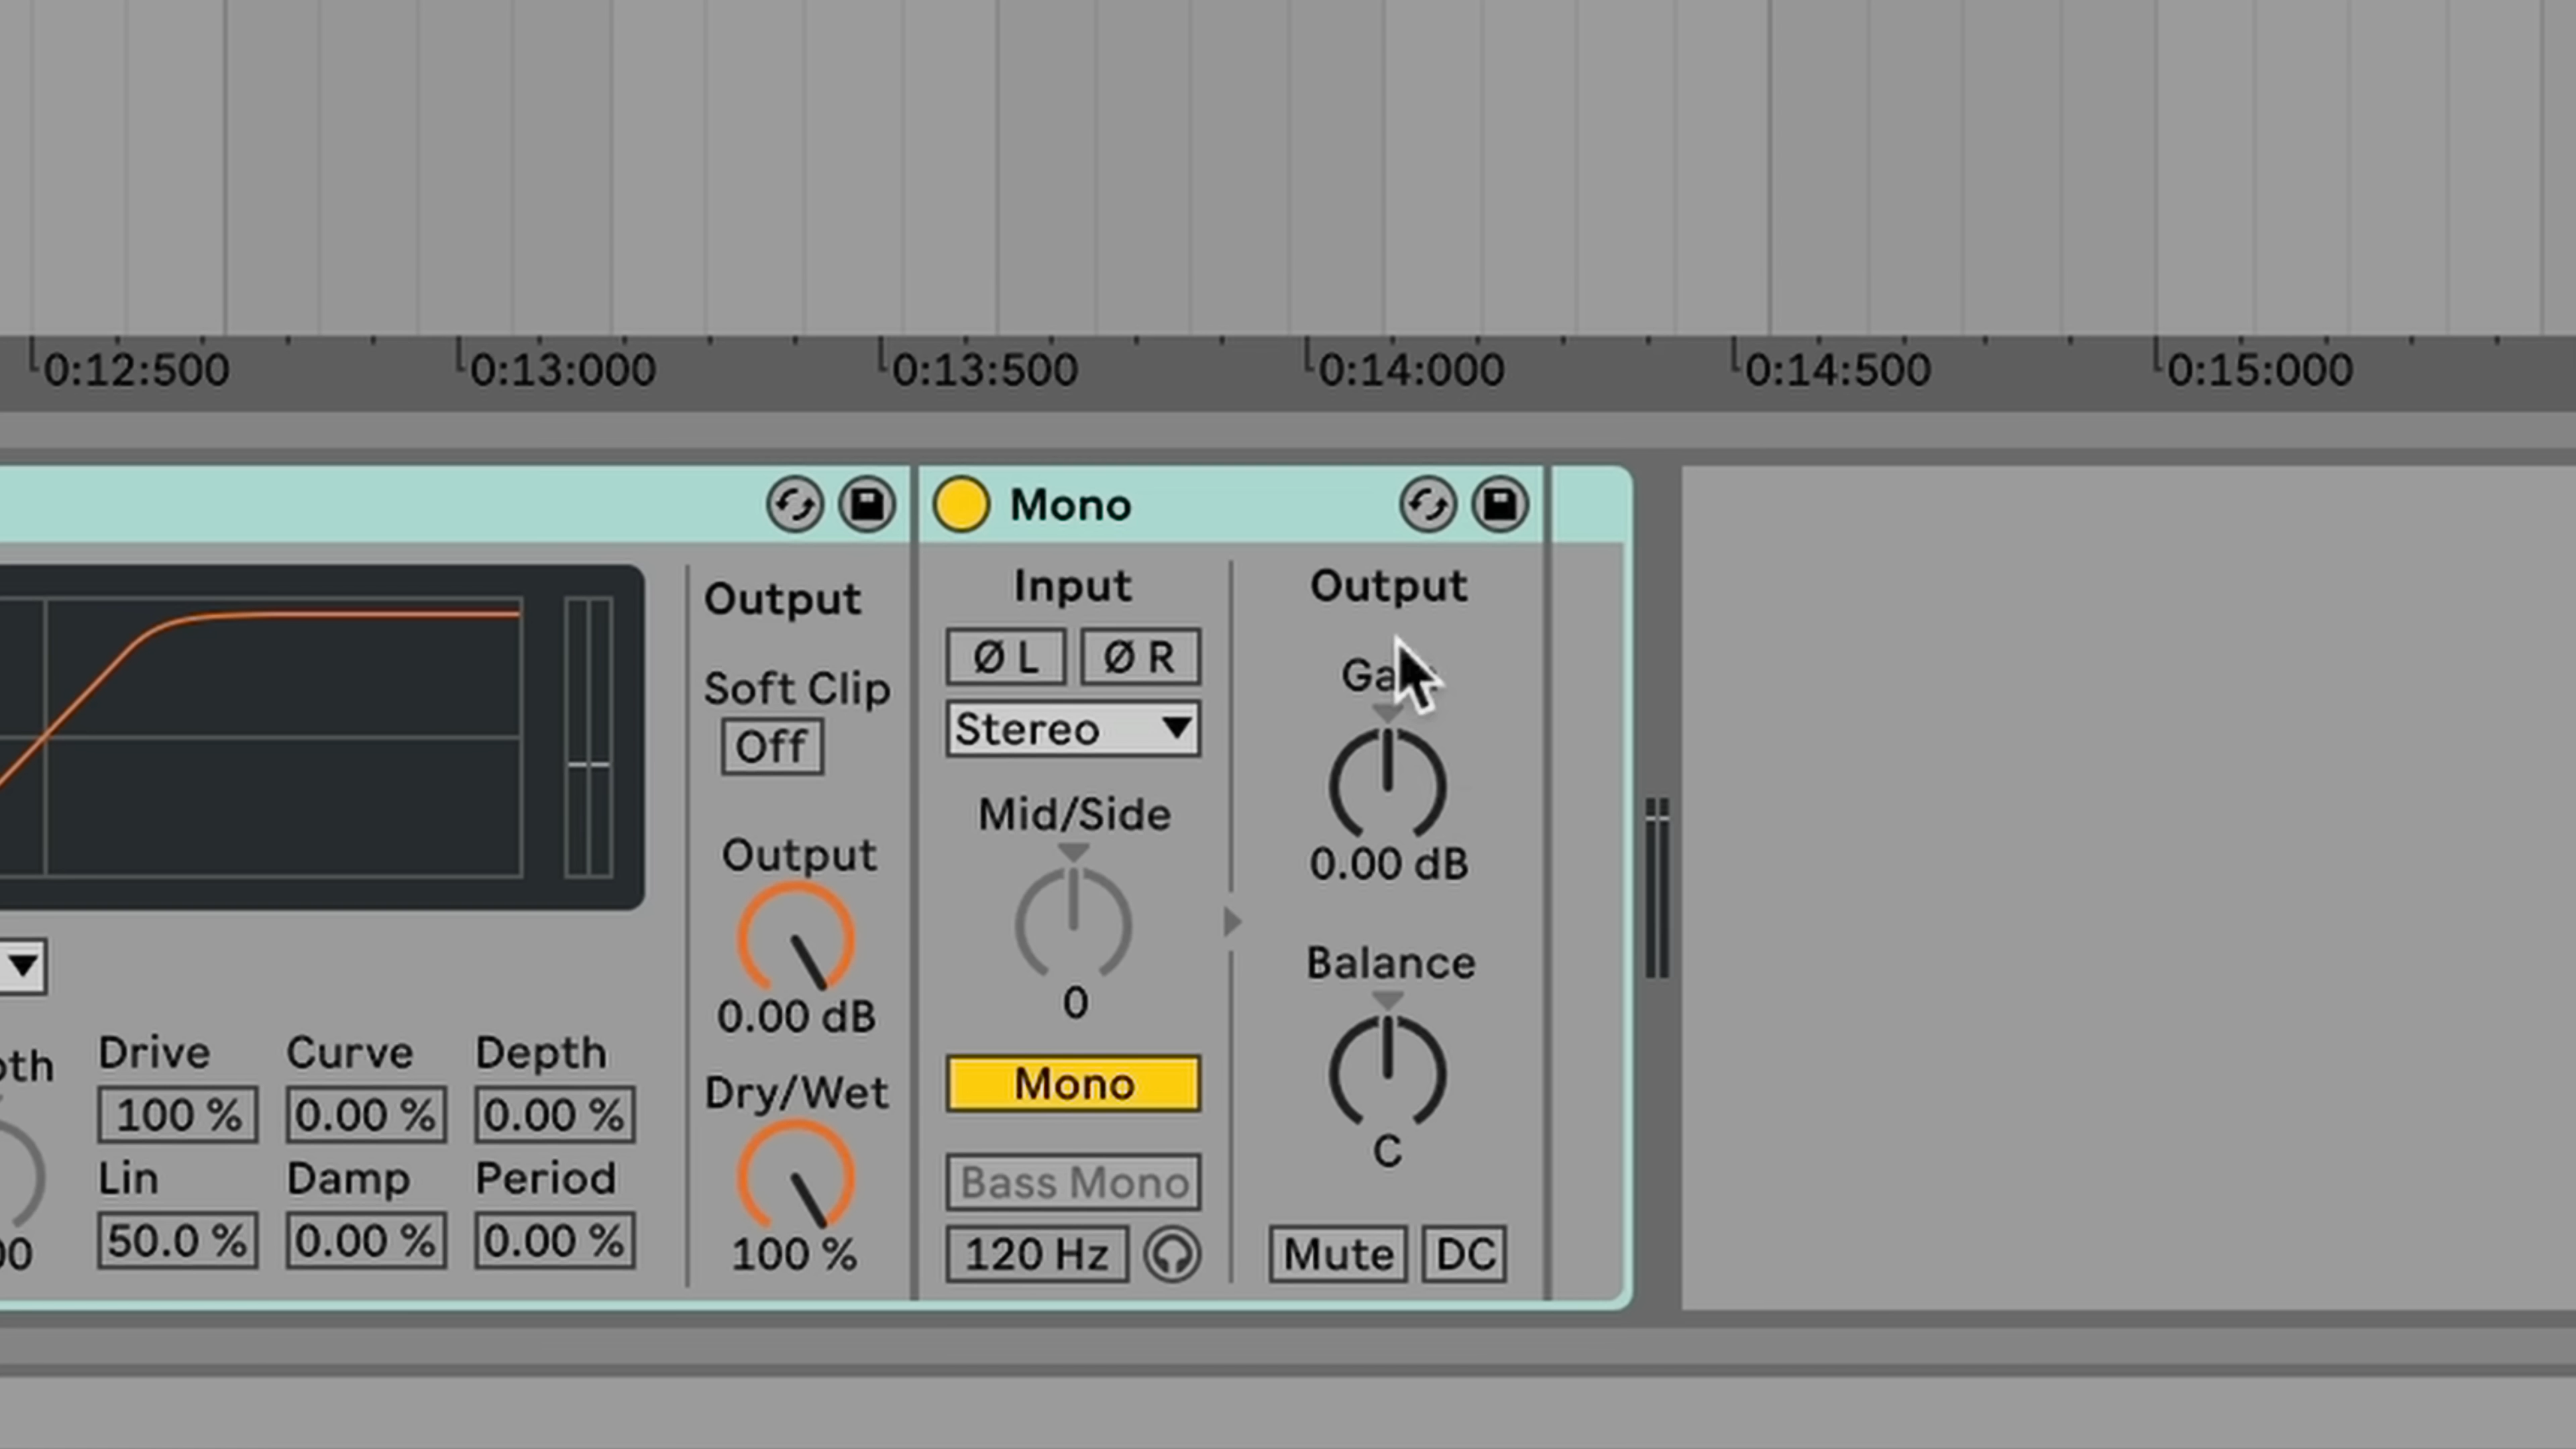 0:12:500 0:13:000 0:13:500 0:14:000 0:14:500 0:15:000
Mono
Output
Soft Clip
Off
Output
0.00 dB
Dry/Wet
100 %
Drive Curve Depth
100 % 0.00 % 0.00 %
Lin Damp Period
50.0 % 0.00 % 0.00 %
Input
Ø L Ø R
Stereo
Mid/Side
0
Mono
Bass Mono
120 Hz
Output
0.00 dB
Balance
C
Mute DC